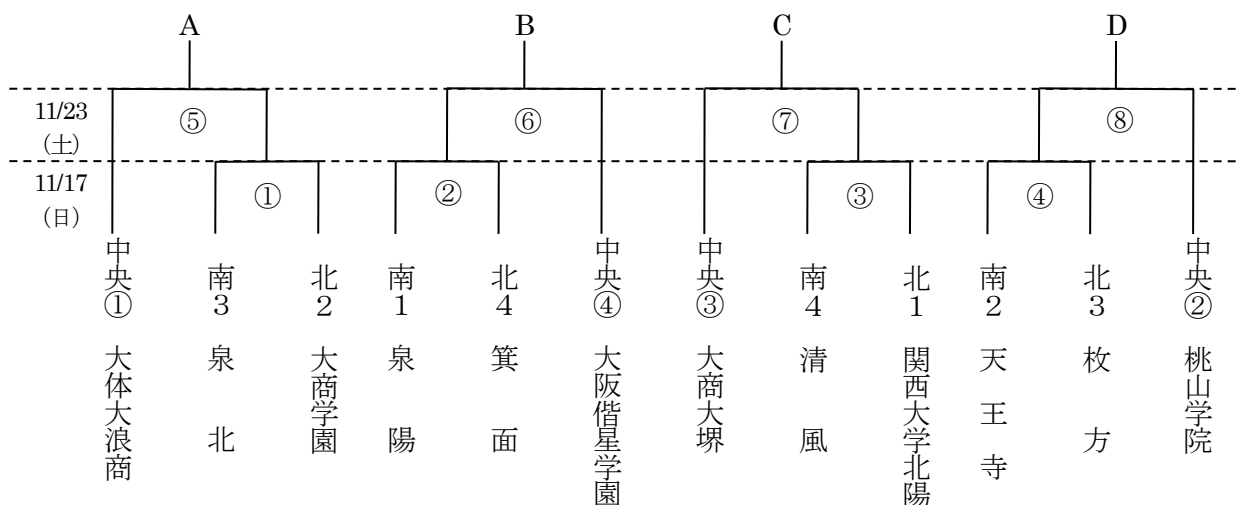 A B C D
11/23
(土)
⑤ ⑥ ⑦ ⑧
11/17
(日)
① ② ③ ④
中央① 大体大浪商
南3 泉北
北2 大商学園
南1 泉陽
北4 箕面
中央④ 大阪偕星学園
中央③ 大商大堺
南4 清風
北1 関西大学北陽
南2 天王寺
北3 枚方
中央② 桃山学院